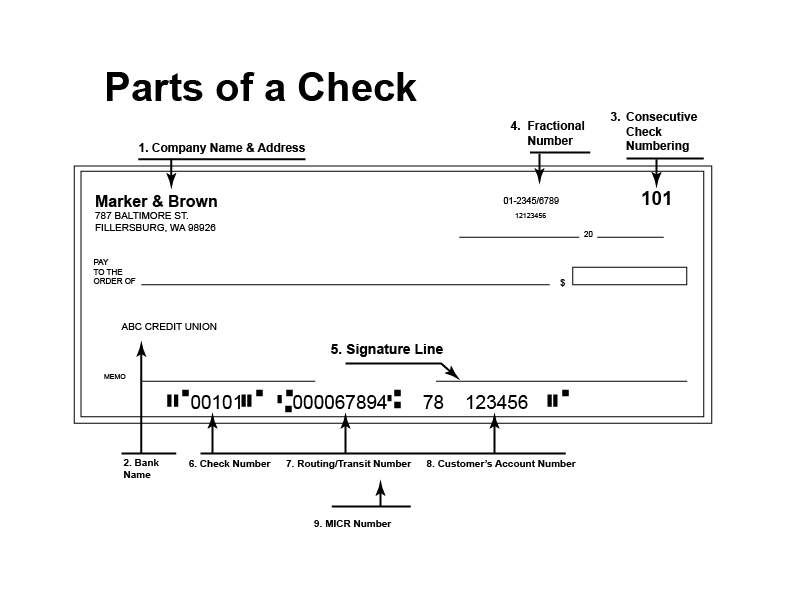 Parts of a Check
1. Company Name & Address
4. Fractional
Number
3. Consecutive
Check
Numbering
Marker & Brown
787 BALTIMORE ST.
FILLERSBURG, WA 98926
01-2345/6789
12123456
101
20
PAY
TO THE
ORDER OF
$
ABC CREDIT UNION
5. Signature Line
MEMO
⑈00101⑈ ⑆000067894⑆ 78 123456 ⑈
2. Bank
Name
6. Check Number
7. Routing/Transit Number
8. Customer's Account Number
9. MICR Number